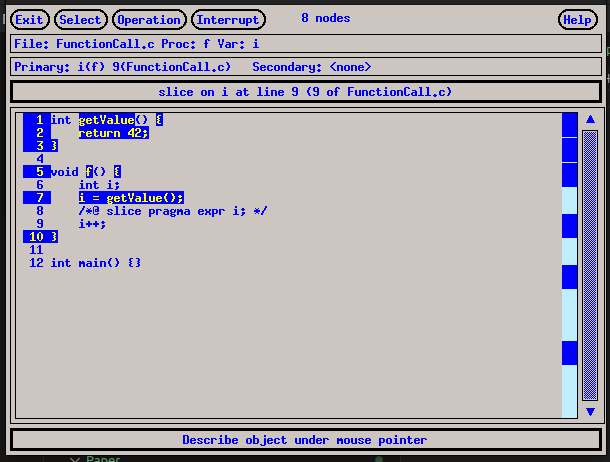 Exit Select Operation Interrupt 8 nodes Help
File: FunctionCall.c Proc: f Var: i
Primary: i(f) 9(FunctionCall.c) Secondary: <none>
slice on i at line 9 (9 of FunctionCall.c)
1 int getValue() {
2 return 42;
3 }
4
5 void f() {
6 int i;
7 i = getValue();
8 /*@ slice pragma expr i; */
9 i++;
10 }
11
12 int main() {}
Describe object under mouse pointer
Paper